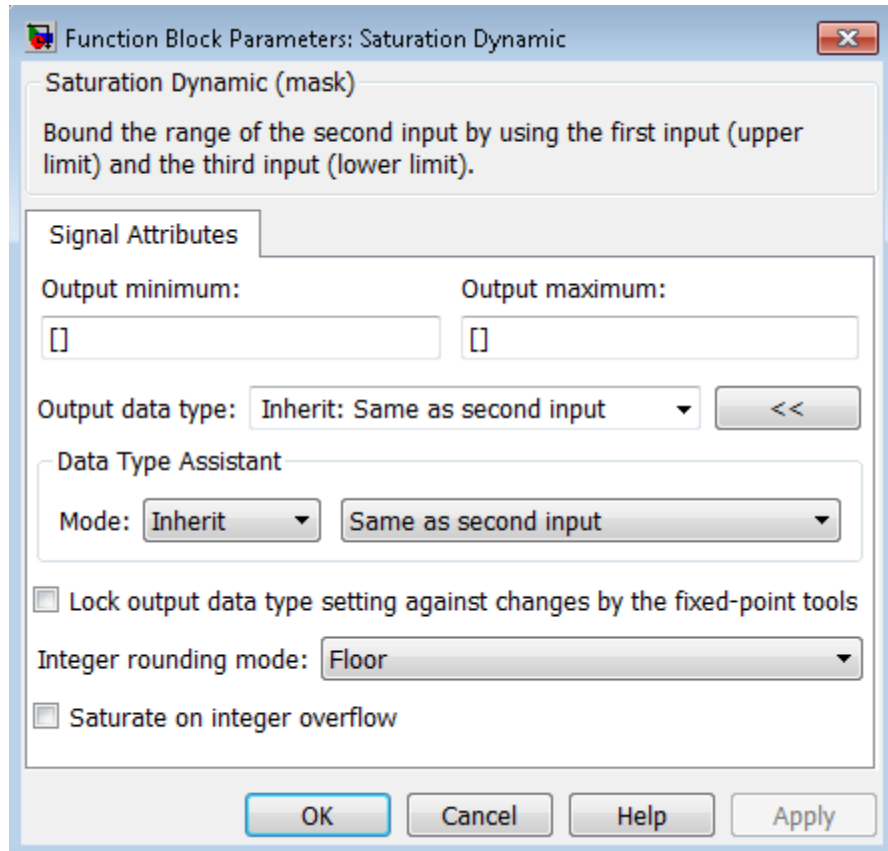 Function Block Parameters: Saturation Dynamic
Saturation Dynamic (mask)
Bound the range of the second input by using the first input (upper
limit) and the third input (lower limit).
Signal Attributes
Output minimum: Output maximum:
[] []
Output data type: Inherit: Same as second input <<
Data Type Assistant
Mode: Inherit Same as second input
Lock output data type setting against changes by the fixed-point tools
Integer rounding mode: Floor
Saturate on integer overflow
OK Cancel Help Apply